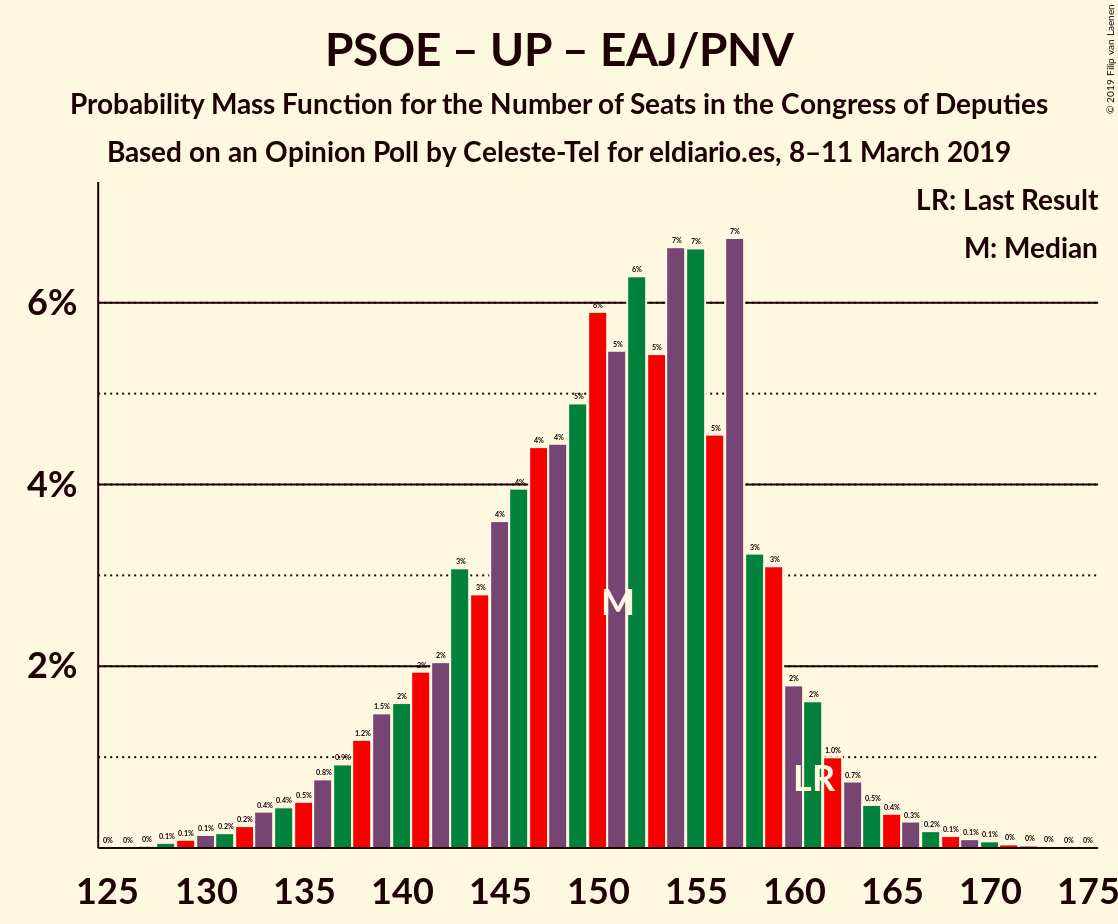 PSOE – UP – EAJ/PNV
Probability Mass Function for the Number of Seats in the Congress of Deputies
Based on an Opinion Poll by Celeste-Tel for eldiario.es, 8–11 March 2019
© 2019 Filip van Laenen
LR: Last Result
M: Median
6%
4%
2%
0% 0% 0% 0.1% 0.1% 0.1% 0.2% 0.2% 0.4% 0.4% 0.5% 0.8% 0.9% 1.2% 1.5% 2% 2% 2% 3% 3% 4% 4% 4% 4% 5% 6% 5% 6% 5% 7% 7% 5% 7% 3% 3% 2% 2% 1.0% 0.7% 0.5% 0.4% 0.3% 0.2% 0.1% 0.1% 0.1% 0% 0% 0% 0% 0%
M
LR
125 130 135 140 145 150 155 160 165 170 175